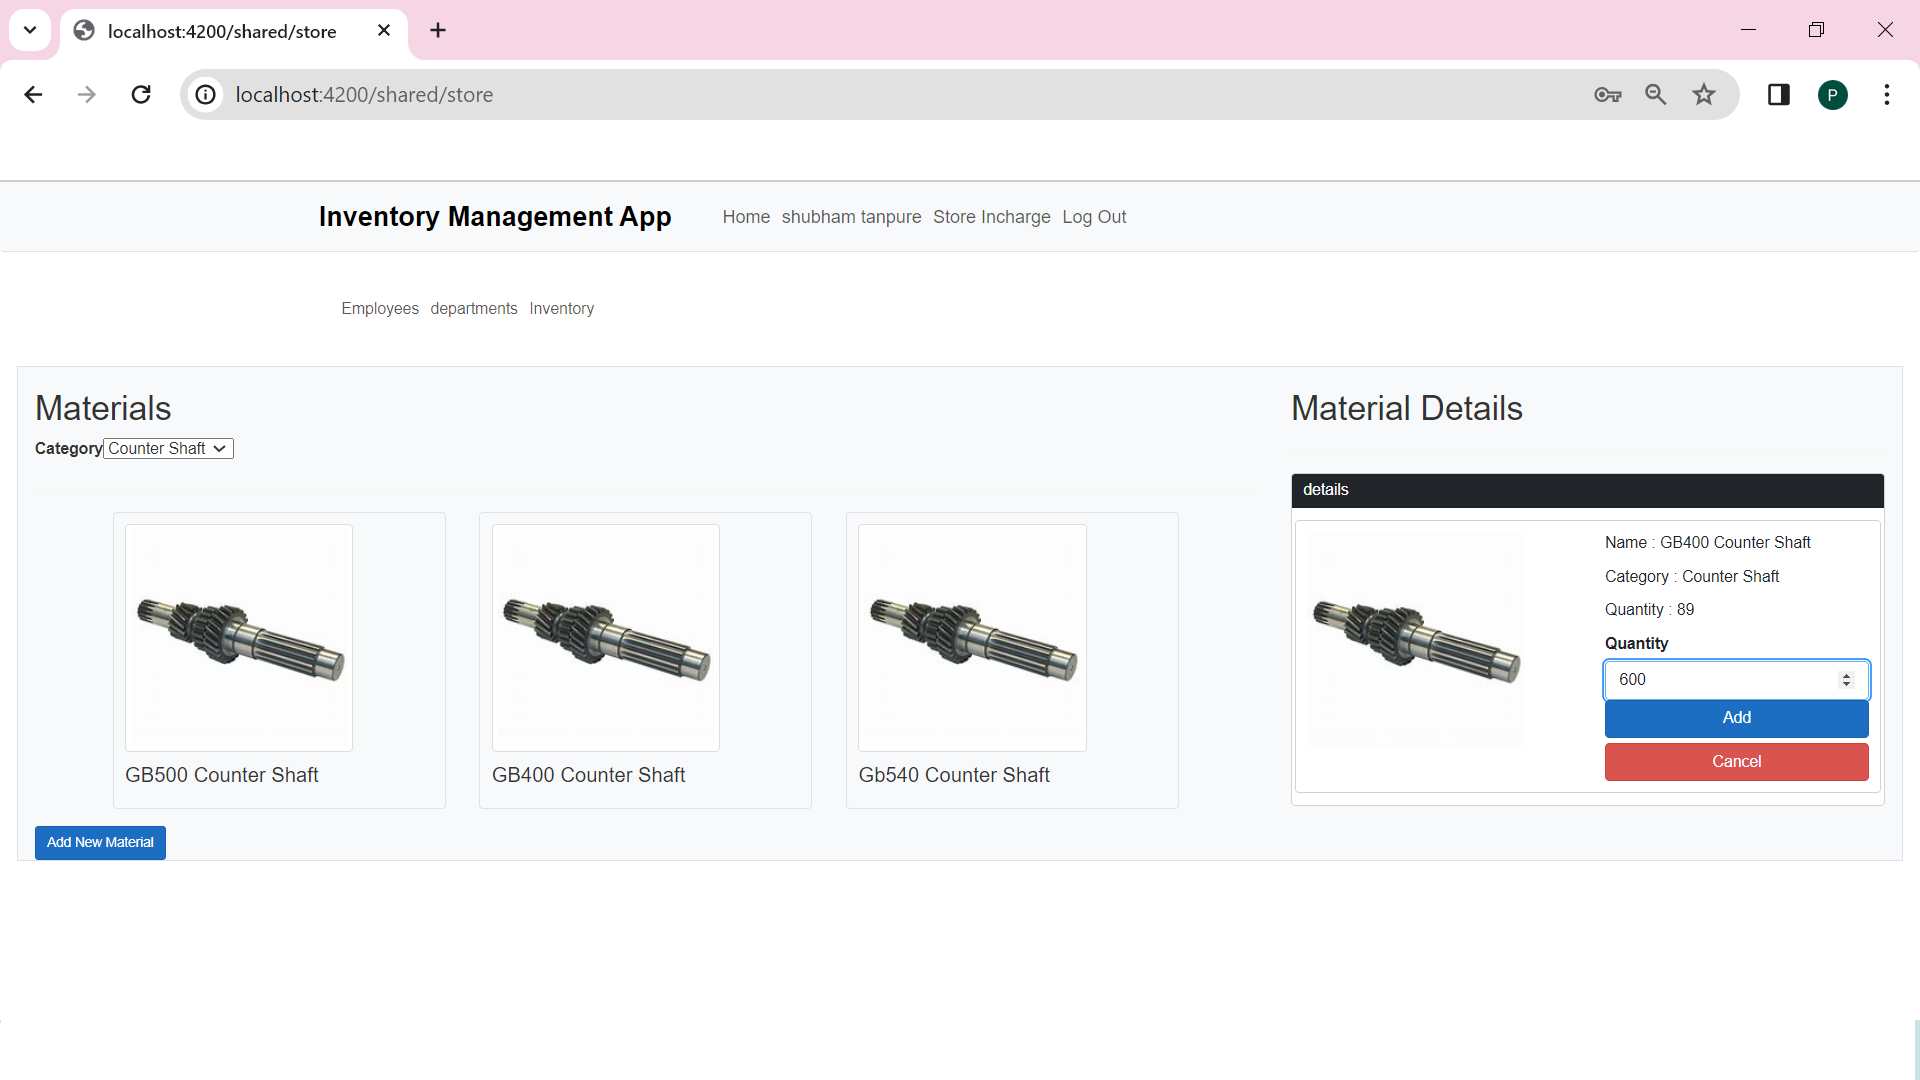 localhost:4200/shared/store
localhost:4200/shared/store
P
Inventory Management App Home shubham tanpure Store Incharge Log Out
Employees departments Inventory
Materials
Category Counter Shaft
GB500 Counter Shaft
GB400 Counter Shaft
Gb540 Counter Shaft
Add New Material
Material Details
details
Name : GB400 Counter Shaft
Category : Counter Shaft
Quantity : 89
Quantity
600
Add
Cancel